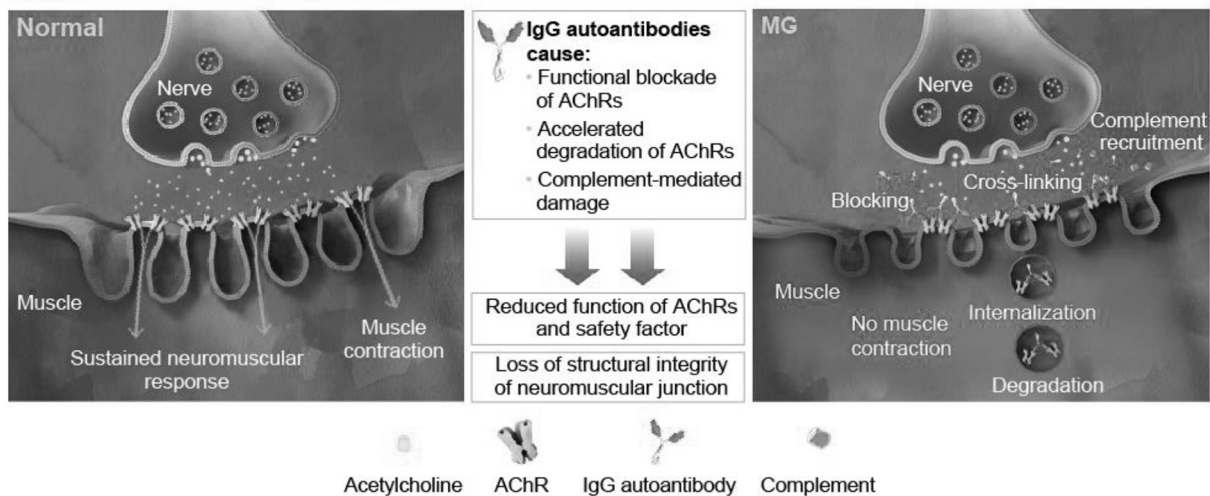 Normal
Nerve
Muscle
Sustained neuromuscular
response
Muscle
contraction
IgG autoantibodies
cause:
• Functional blockade
of AChRs
• Accelerated
degradation of AChRs
• Complement-mediated
damage
Reduced function of AChRs
and safety factor
Loss of structural integrity
of neuromuscular junction
MG
Nerve
Complement
recruitment
Cross-linking
Blocking
Muscle
No muscle
contraction
Internalization
Degradation
Acetylcholine
AChR
IgG autoantibody
Complement